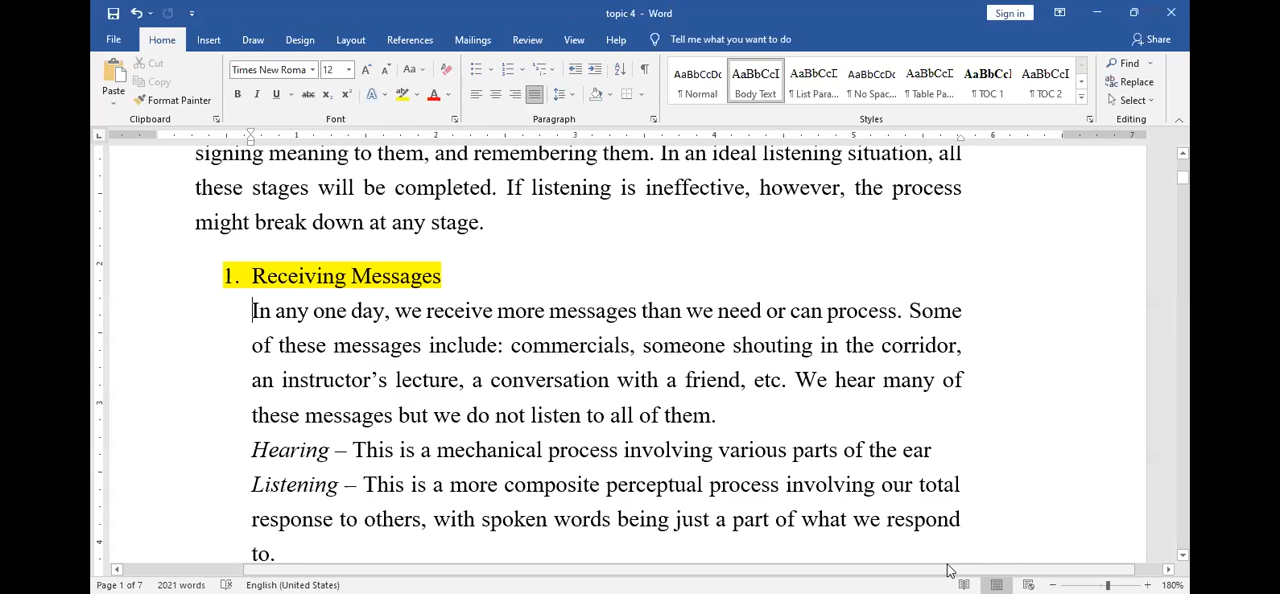 topic 4 - Word
Sign in
File Home Insert Draw Design Layout References Mailings Review View Help Tell me what you want to do Share
Paste
Cut
Copy
Format Painter
Clipboard
Times New Roma 12
Font
Paragraph
AaBbCcDc AaBbCcI AaBbCcI AaBbCcDc AaBbCcI AaBbCcI AaBbCcI
¶ Normal Body Text ¶ List Para... ¶ No Spac... ¶ Table Pa... ¶ TOC 1 ¶ TOC 2
Styles
Find
Replace
Select
Editing
1 2 3 4 5 6 7
signing meaning to them, and remembering them. In an ideal listening situation, all
these stages will be completed. If listening is ineffective, however, the process
might break down at any stage.
1. Receiving Messages
In any one day, we receive more messages than we need or can process. Some
of these messages include: commercials, someone shouting in the corridor,
an instructor’s lecture, a conversation with a friend, etc. We hear many of
these messages but we do not listen to all of them.
Hearing – This is a mechanical process involving various parts of the ear
Listening – This is a more composite perceptual process involving our total
response to others, with spoken words being just a part of what we respond
to.
Page 1 of 7 2021 words English (United States) 180%